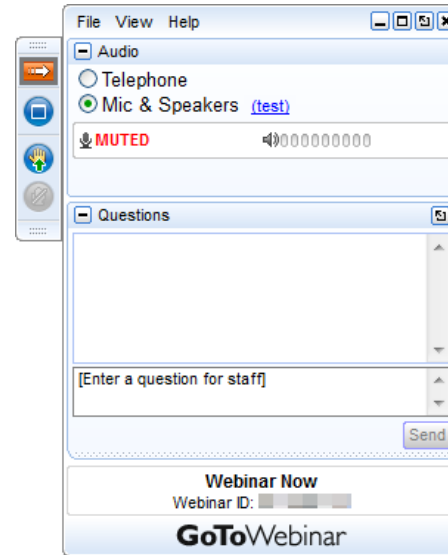 File View Help
Audio
Telephone
Mic & Speakers (test)
MUTED 000000000
Questions
[Enter a question for staff]
Send
Webinar Now
Webinar ID:
GoToWebinar